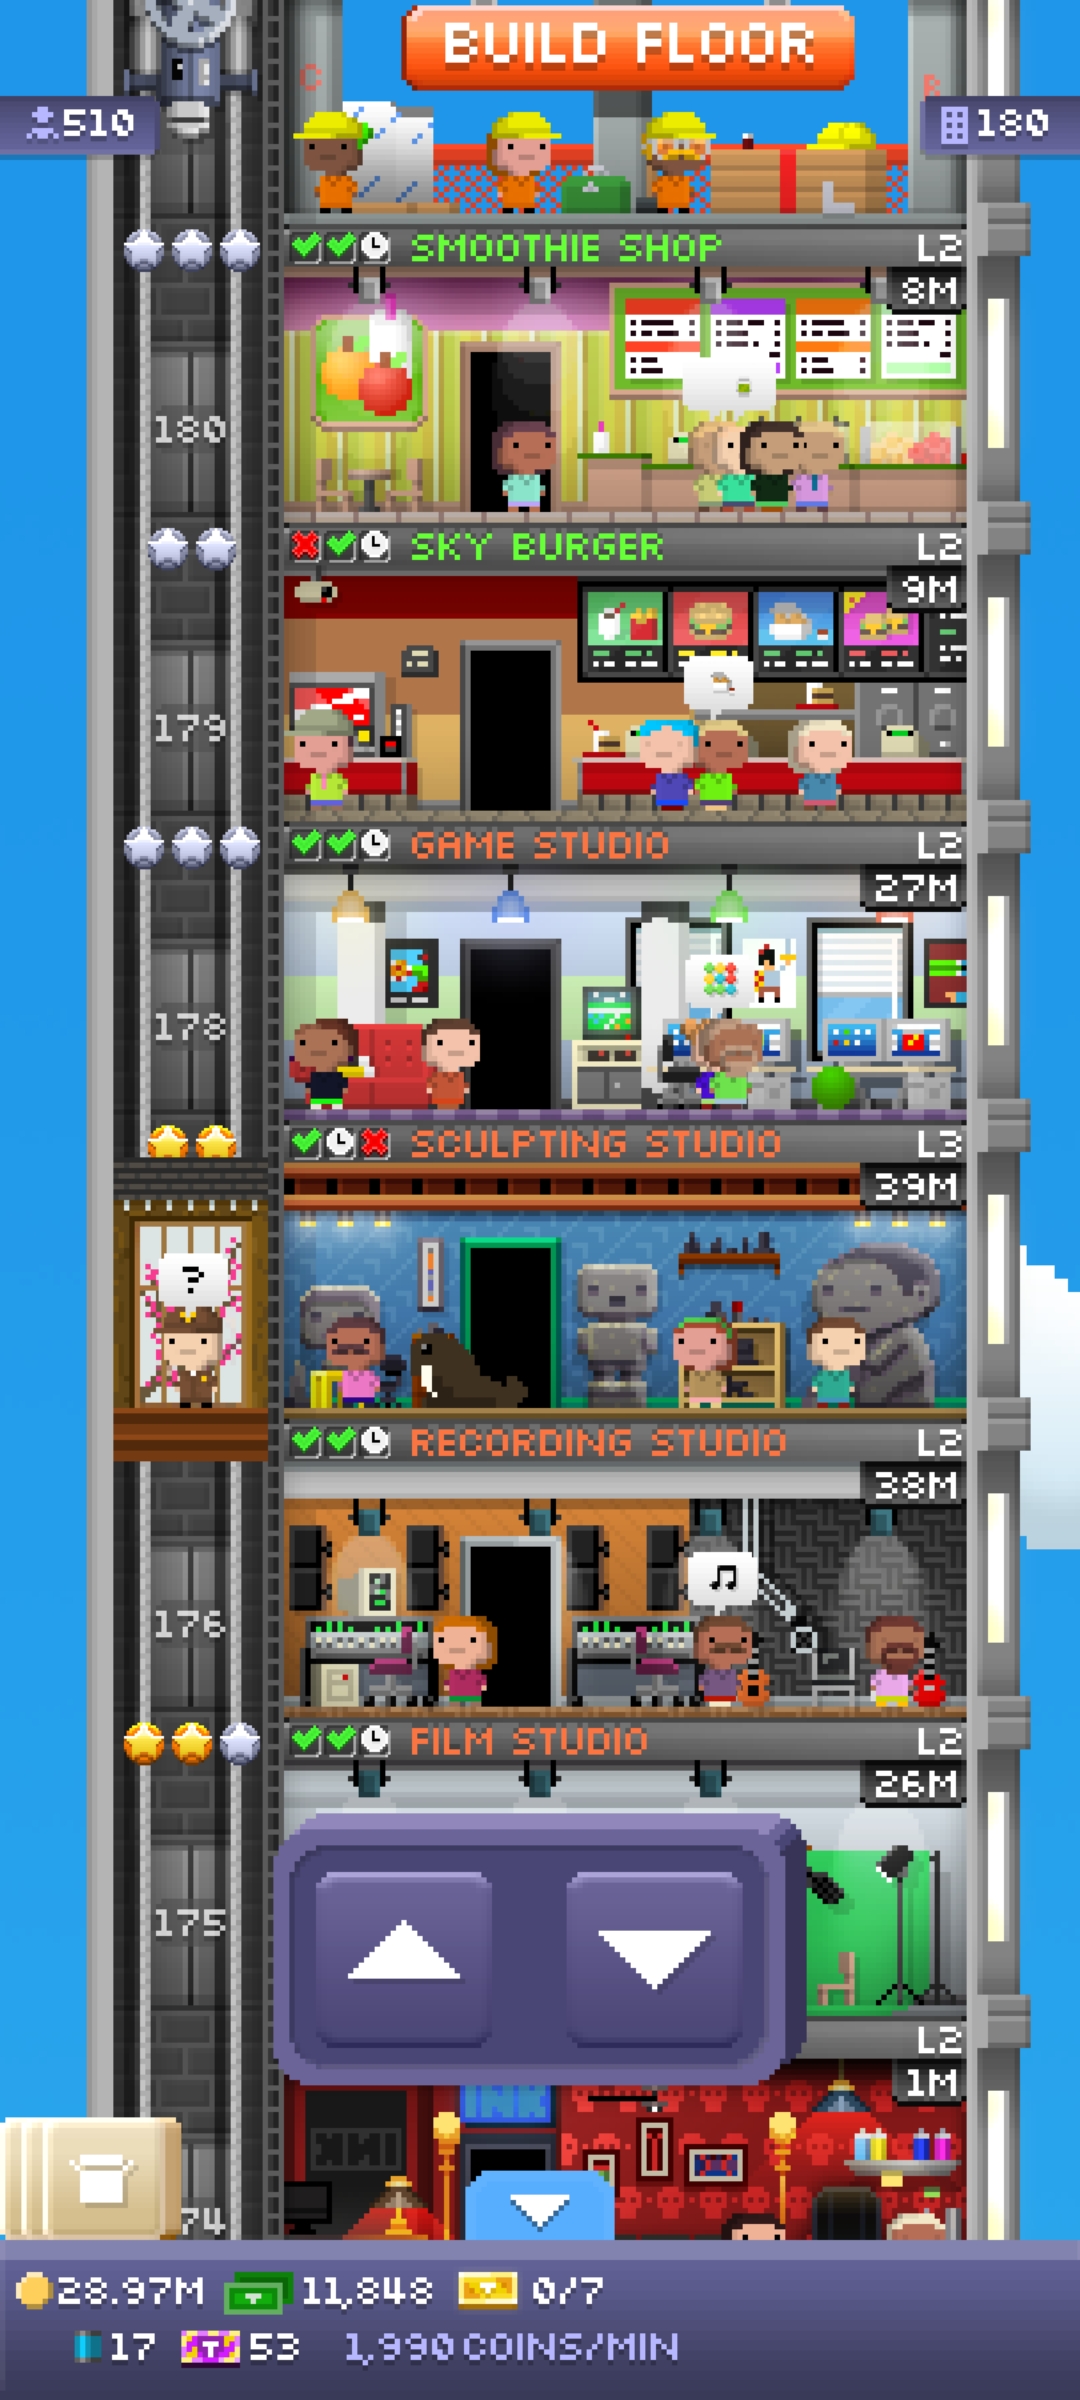 BUILD FLOOR
C
R
510
180
SMOOTHIE SHOP L2
8M
180
SKY BURGER L2
9M
179
GAME STUDIO L2
27M
178
SCULPTING STUDIO L3
39M
?
RECORDING STUDIO L2
38M
176
FILM STUDIO L2
26M
175
L2
1M
INK
INK
74
28.97M 11,848 0/7
17 T 53 1,990 COINS/MIN